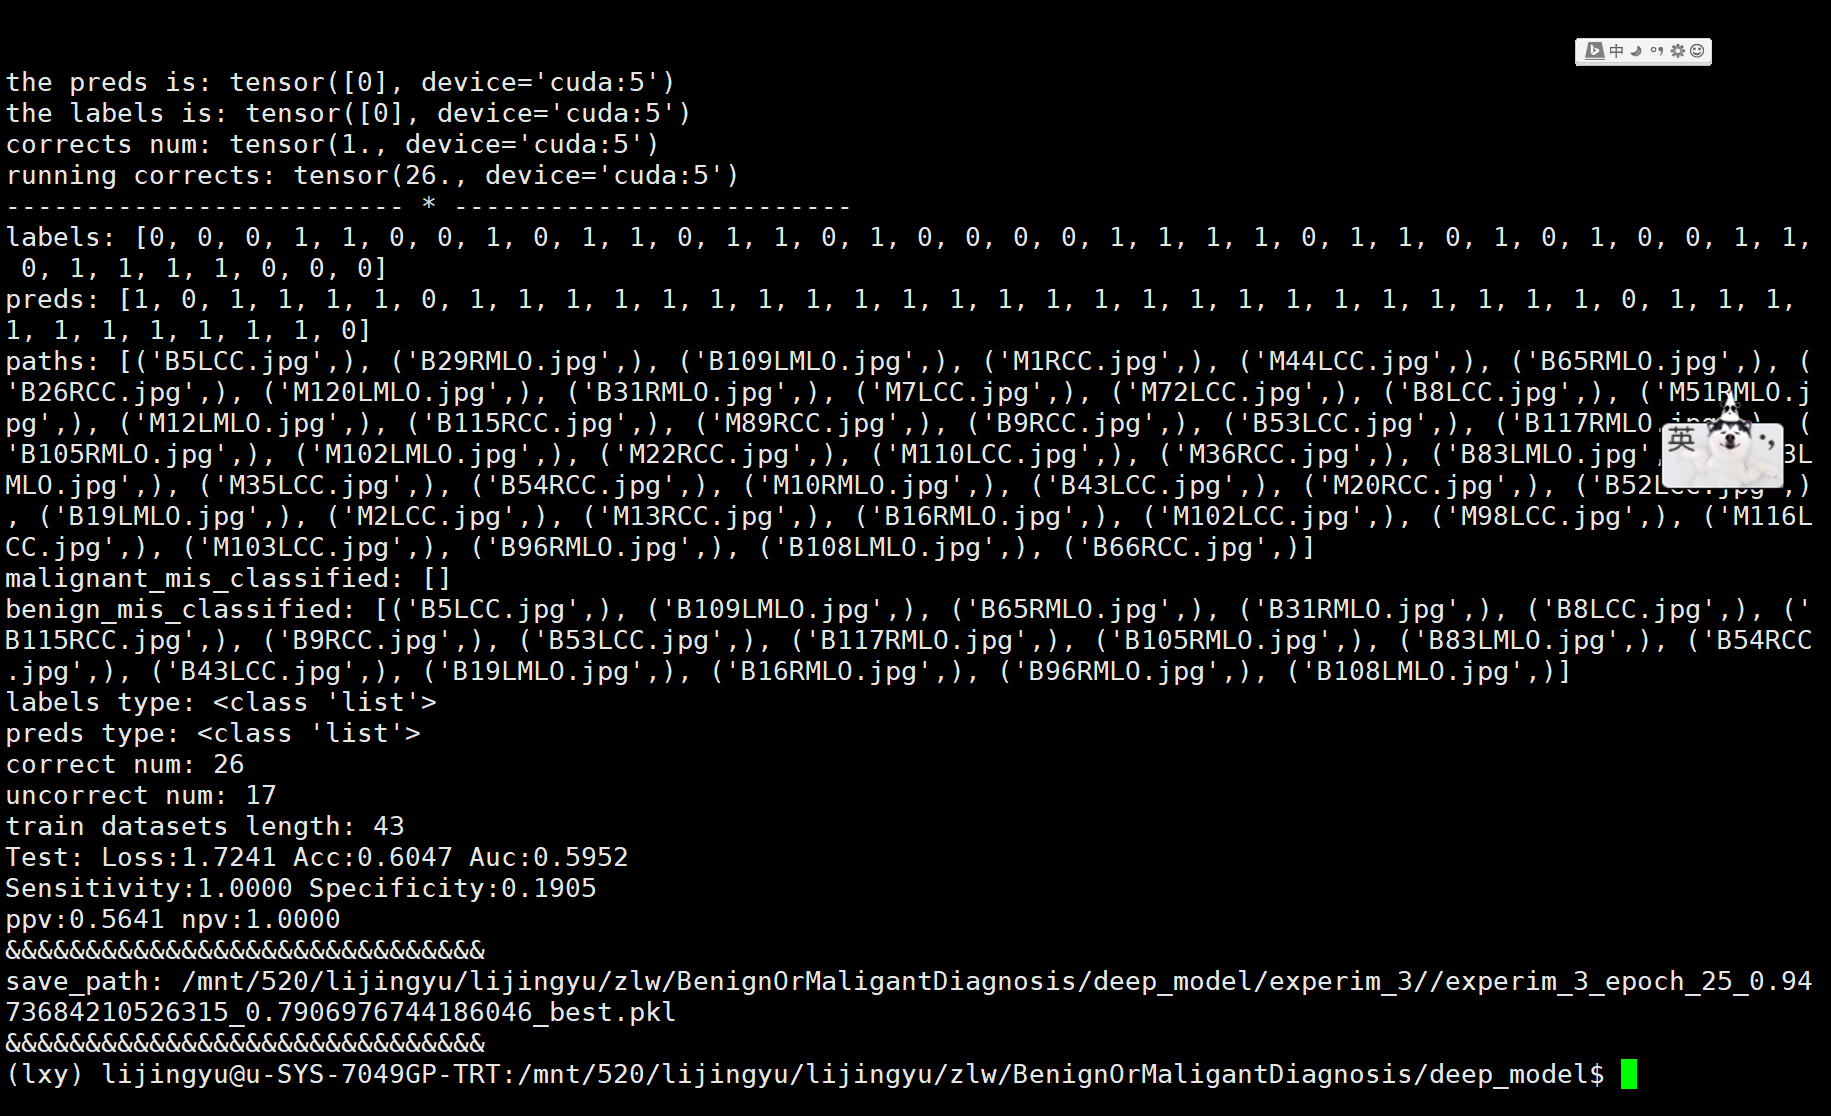 中
the preds is: tensor([0], device='cuda:5')
the labels is: tensor([0], device='cuda:5')
corrects num: tensor(1., device='cuda:5')
running corrects: tensor(26., device='cuda:5')
------------------------- * -------------------------
labels: [0, 0, 0, 1, 1, 0, 0, 1, 0, 1, 1, 0, 1, 1, 0, 1, 0, 0, 0, 0, 1, 1, 1, 1, 0, 1, 1, 0, 1, 0, 1, 0, 0, 1, 1,
 0, 1, 1, 1, 1, 0, 0, 0]
preds: [1, 0, 1, 1, 1, 1, 0, 1, 1, 1, 1, 1, 1, 1, 1, 1, 1, 1, 1, 1, 1, 1, 1, 1, 1, 1, 1, 1, 1, 1, 1, 0, 1, 1, 1,
1, 1, 1, 1, 1, 1, 1, 0]
paths: [('B5LCC.jpg',), ('B29RMLO.jpg',), ('B109LMLO.jpg',), ('M1RCC.jpg',), ('M44LCC.jpg',), ('B65RMLO.jpg',), (
'B26RCC.jpg',), ('M120LMLO.jpg',), ('B31RMLO.jpg',), ('M7LCC.jpg',), ('M72LCC.jpg',), ('B8LCC.jpg',), ('M51RMLO.j
pg',), ('M12LMLO.jpg',), ('B115RCC.jpg',), ('M89RCC.jpg',), ('B9RCC.jpg',), ('B53LCC.jpg',), ('B117RMLO.jpg',), (
英
'B105RMLO.jpg',), ('M102LMLO.jpg',), ('M22RCC.jpg',), ('M110LCC.jpg',), ('M36RCC.jpg',), ('B83LMLO.jpg', 3L
MLO.jpg',), ('M35LCC.jpg',), ('B54RCC.jpg',), ('M10RMLO.jpg',), ('B43LCC.jpg',), ('M20RCC.jpg',), ('B52LCC.jpg',)
, ('B19LMLO.jpg',), ('M2LCC.jpg',), ('M13RCC.jpg',), ('B16RMLO.jpg',), ('M102LCC.jpg',), ('M98LCC.jpg',), ('M116L
CC.jpg',), ('M103LCC.jpg',), ('B96RMLO.jpg',), ('B108LMLO.jpg',), ('B66RCC.jpg',)]
malignant_mis_classified: []
benign_mis_classified: [('B5LCC.jpg',), ('B109LMLO.jpg',), ('B65RMLO.jpg',), ('B31RMLO.jpg',), ('B8LCC.jpg',), ('
B115RCC.jpg',), ('B9RCC.jpg',), ('B53LCC.jpg',), ('B117RMLO.jpg',), ('B105RMLO.jpg',), ('B83LMLO.jpg',), ('B54RCC
.jpg',), ('B43LCC.jpg',), ('B19LMLO.jpg',), ('B16RMLO.jpg',), ('B96RMLO.jpg',), ('B108LMLO.jpg',)]
labels type: <class 'list'>
preds type: <class 'list'>
correct num: 26
uncorrect num: 17
train datasets length: 43
Test: Loss:1.7241 Acc:0.6047 Auc:0.5952
Sensitivity:1.0000 Specificity:0.1905
ppv:0.5641 npv:1.0000
&&&&&&&&&&&&&&&&&&&&&&&&&&&&&&
save_path: /mnt/520/lijingyu/lijingyu/zlw/BenignOrMaligantDiagnosis/deep_model/experim_3//experim_3_epoch_25_0.94
73684210526315_0.7906976744186046_best.pkl
&&&&&&&&&&&&&&&&&&&&&&&&&&&&&&
(lxy) lijingyu@u-SYS-7049GP-TRT:/mnt/520/lijingyu/lijingyu/zlw/BenignOrMaligantDiagnosis/deep_model$